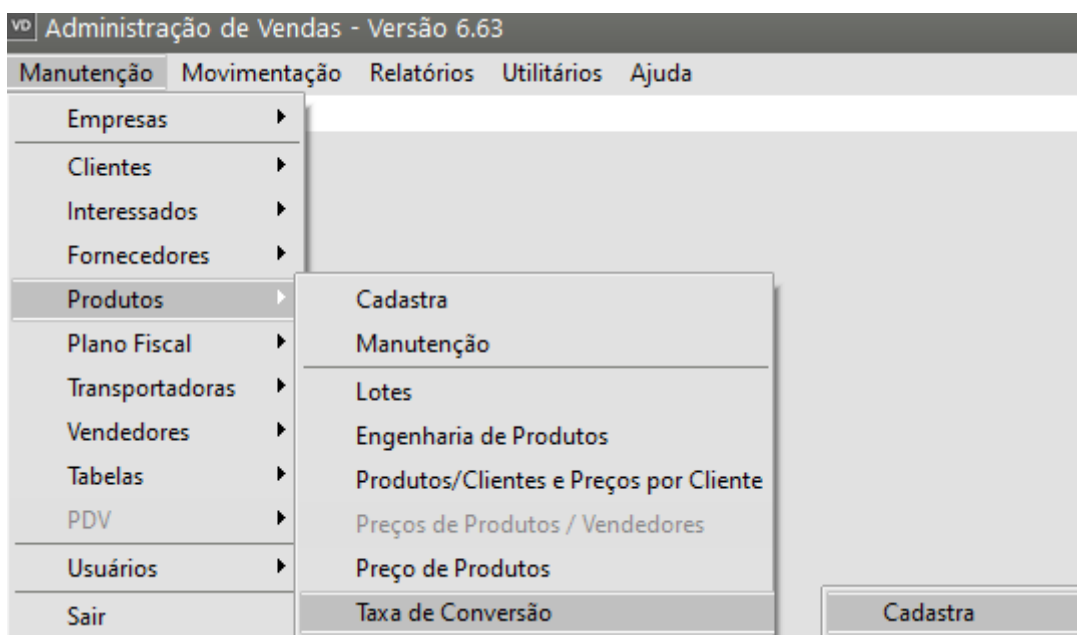 VD Administração de Vendas - Versão 6.63
Manutenção Movimentação Relatórios Utilitários Ajuda
Empresas
Clientes
Interessados
Fornecedores
Produtos
Plano Fiscal
Transportadoras
Vendedores
Tabelas
PDV
Usuários
Sair
Cadastra
Manutenção
Lotes
Engenharia de Produtos
Produtos/Clientes e Preços por Cliente
Preços de Produtos / Vendedores
Preço de Produtos
Taxa de Conversão
Cadastra